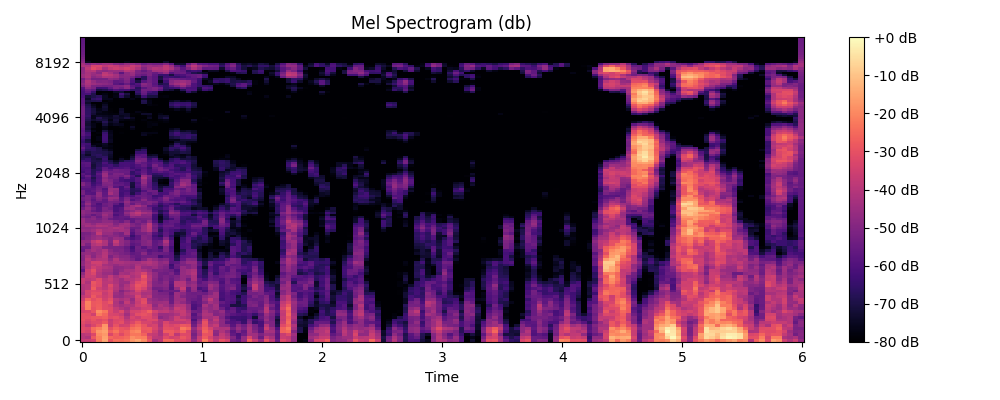 Mel Spectrogram (db)
Hz
8192
4096
2048
1024
512
0
0 1 2 3 4 5 6
Time
+0 dB
-10 dB
-20 dB
-30 dB
-40 dB
-50 dB
-60 dB
-70 dB
-80 dB